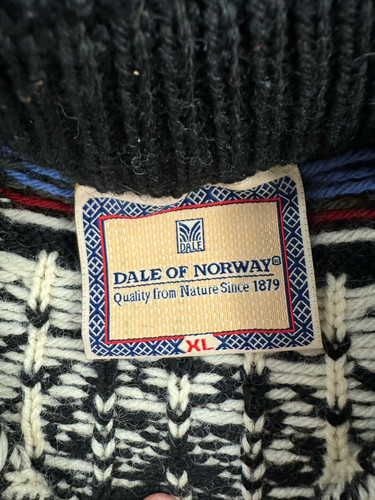 DALE
DALE OF NORWAY®
Quality from Nature Since 1879
XL